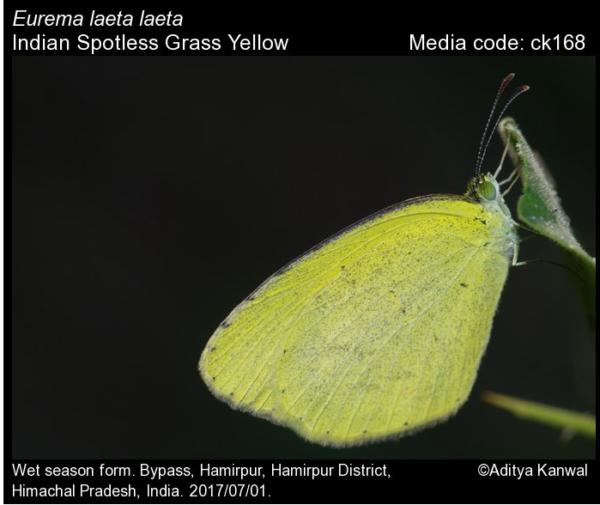 Eurema laeta laeta
Indian Spotless Grass Yellow Media code: ck168
Wet season form. Bypass, Hamirpur, Hamirpur District, ©Aditya Kanwal
Himachal Pradesh, India. 2017/07/01.